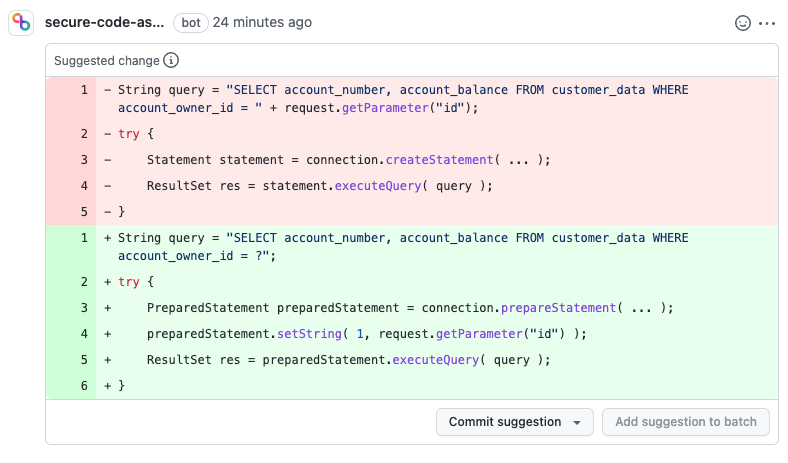 secure-code-as... bot 24 minutes ago
Suggested change
1 - String query = "SELECT account_number, account_balance FROM customer_data WHERE
account_owner_id = " + request.getParameter("id");
2 - try {
3 -     Statement statement = connection.createStatement( ... );
4 -     ResultSet res = statement.executeQuery( query );
5 - }
1 + String query = "SELECT account_number, account_balance FROM customer_data WHERE
account_owner_id = ?";
2 + try {
3 +     PreparedStatement preparedStatement = connection.prepareStatement( ... );
4 +     preparedStatement.setString( 1, request.getParameter("id") );
5 +     ResultSet res = preparedStatement.executeQuery( query );
6 + }
Commit suggestion Add suggestion to batch